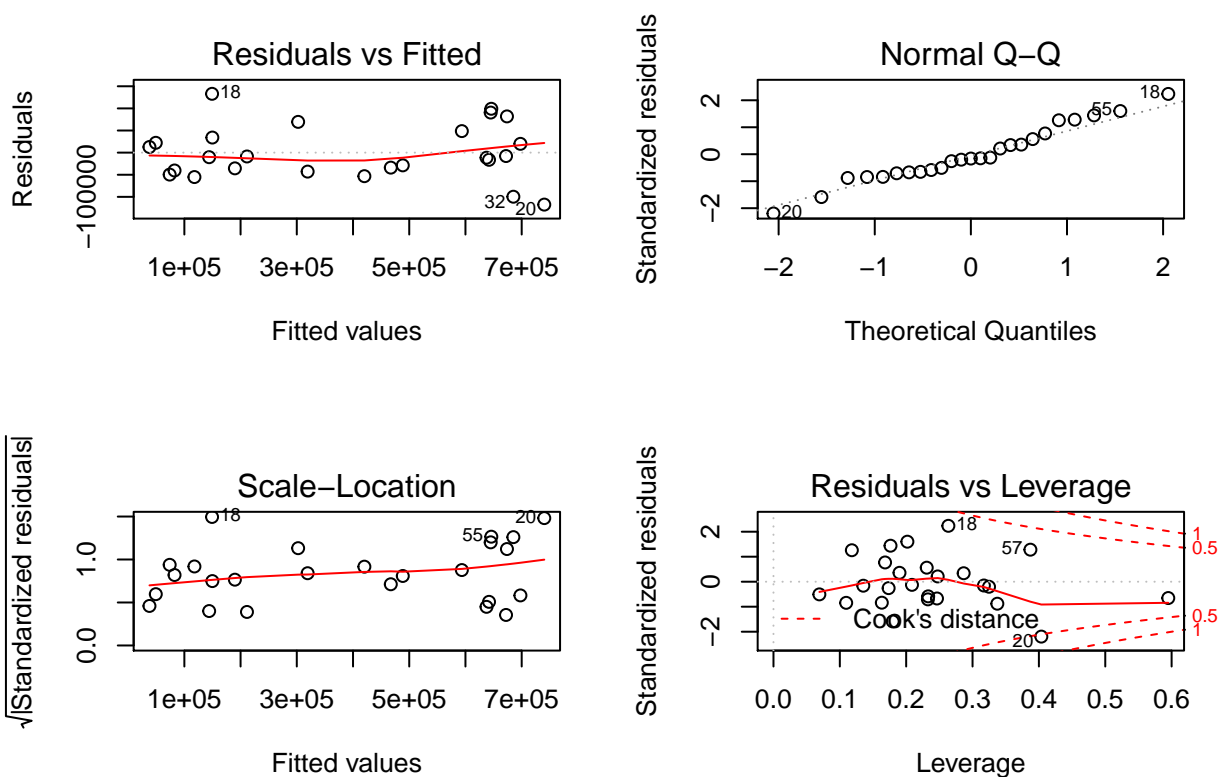 Residuals vs Fitted
Residuals
−100000
18
32
20
1e+05 3e+05 5e+05 7e+05
Fitted values
Normal Q−Q
Standardized residuals
2
0
−2
18
55
20
−2 −1 0 1 2
Theoretical Quantiles
Scale−Location
√|Standardized residuals|
1.0
0.0
18
55
20
1e+05 3e+05 5e+05 7e+05
Fitted values
Residuals vs Leverage
Standardized residuals
2
0
−2
18
57
20
Cook's distance
1
0.5
0.5
1
0.0 0.1 0.2 0.3 0.4 0.5 0.6
Leverage